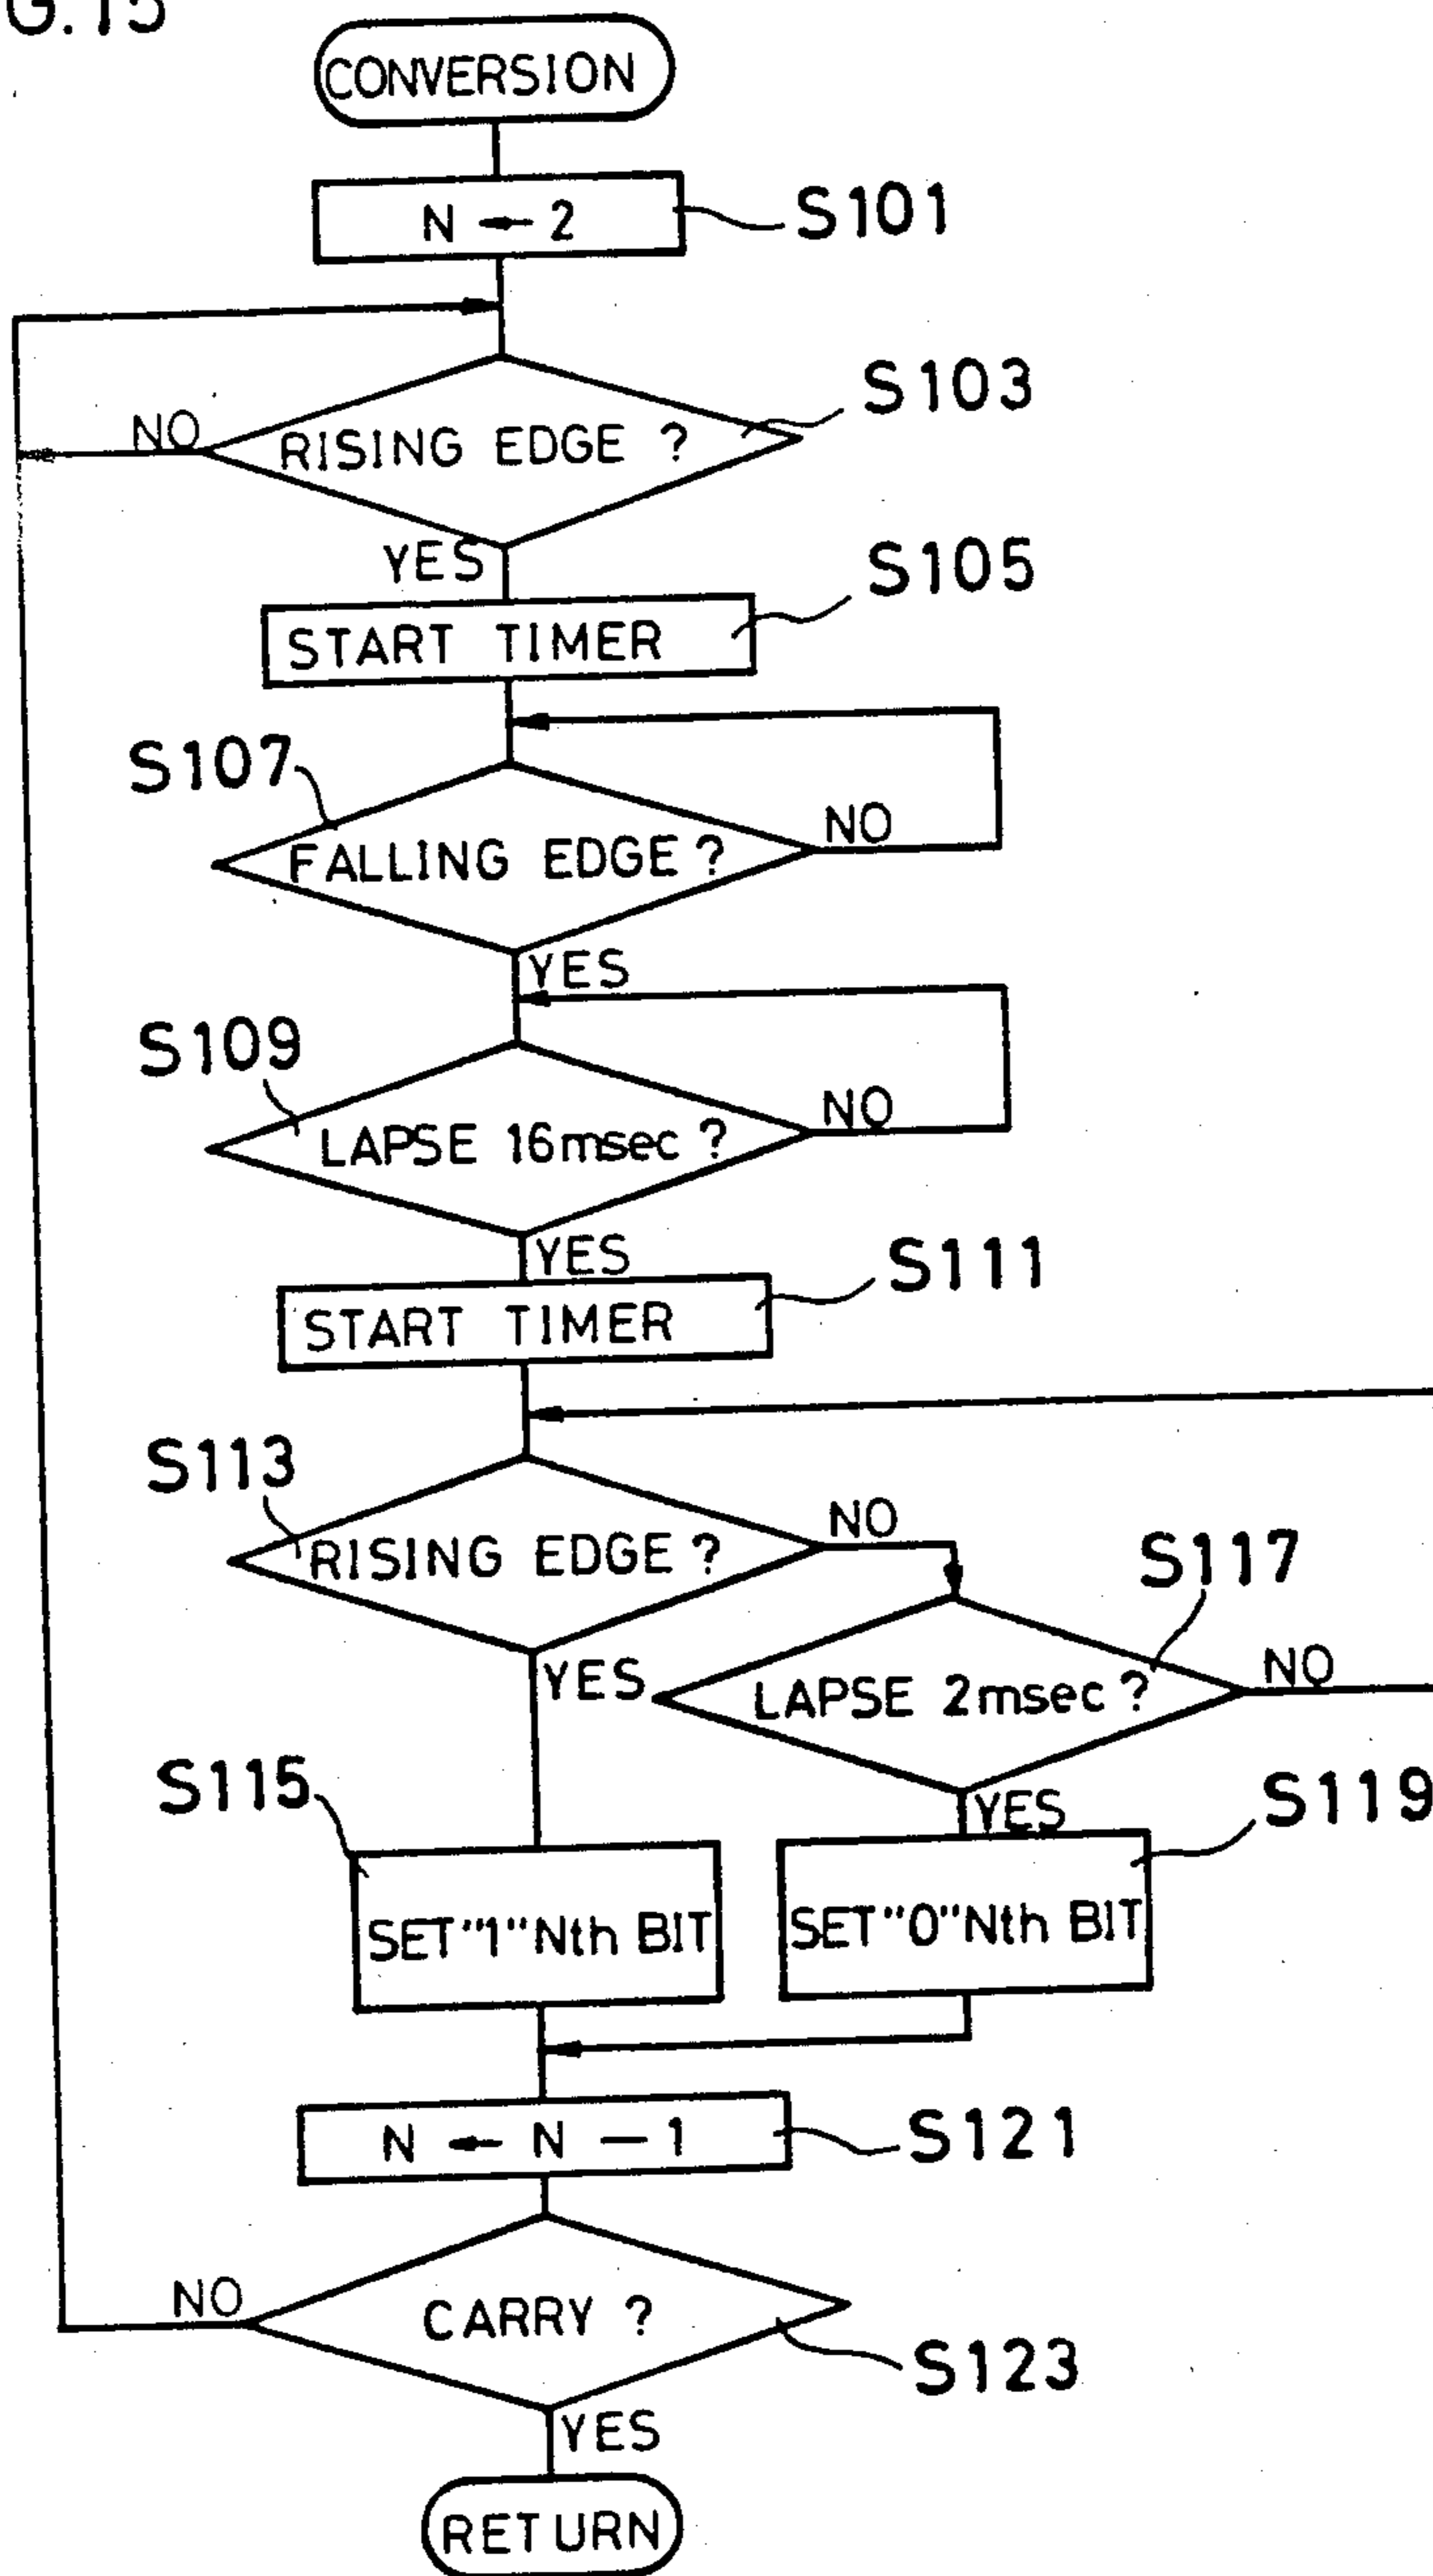 G.15
CONVERSION
N ← 2
S101
S103
NO
RISING EDGE ?
YES
S105
START TIMER
S107
NO
FALLING EDGE ?
YES
S109
NO
LAPSE 16msec ?
YES
S111
START TIMER
S113
NO
RISING EDGE ?
S117
YES
NO
LAPSE 2msec ?
S115
YES
S119
SET "1" Nth BIT
SET "0" Nth BIT
N ← N - 1
S121
NO
CARRY ?
S123
YES
RETURN